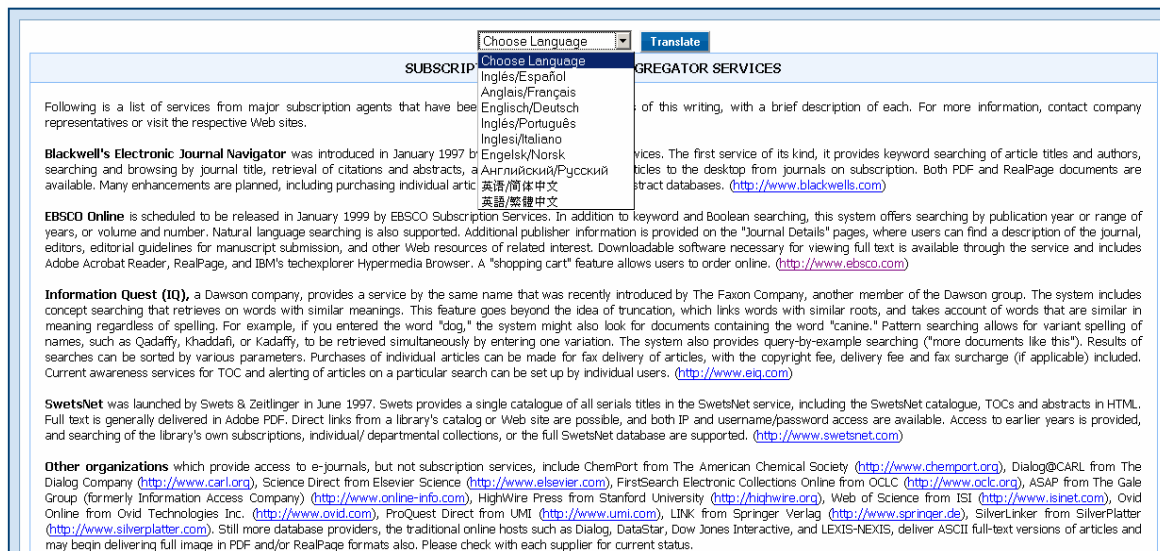 Choose Language Translate
Choose Language
Inglés/Español
Anglais/Français
Englisch/Deutsch
Inglés/Português
Inglesi/Italiano
Engelsk/Norsk
Английский/Русский
英语/简体中文
英語/繁體中文
SUBSCRIPT GREGATOR SERVICES
Following is a list of services from major subscription agents that have bee s of this writing, with a brief description of each. For more information, contact company
representatives or visit the respective Web sites.
Blackwell's Electronic Journal Navigator was introduced in January 1997 b vices. The first service of its kind, it provides keyword searching of article titles and authors,
searching and browsing by journal title, retrieval of citations and abstracts, a ticles to the desktop from journals on subscription. Both PDF and RealPage documents are
available. Many enhancements are planned, including purchasing individual artic stract databases. (http://www.blackwells.com)
EBSCO Online is scheduled to be released in January 1999 by EBSCO Subscription Services. In addition to keyword and Boolean searching, this system offers searching by publication year or range of
years, or volume and number. Natural language searching is also supported. Additional publisher information is provided on the "Journal Details" pages, where users can find a description of the journal,
editors, editorial guidelines for manuscript submission, and other Web resources of related interest. Downloadable software necessary for viewing full text is available through the service and includes
Adobe Acrobat Reader, RealPage, and IBM's techexplorer Hypermedia Browser. A "shopping cart" feature allows users to order online. (http://www.ebsco.com)
Information Quest (IQ), a Dawson company, provides a service by the same name that was recently introduced by The Faxon Company, another member of the Dawson group. The system includes
concept searching that retrieves on words with similar meanings. This feature goes beyond the idea of truncation, which links words with similar roots, and takes account of words that are similar in
meaning regardless of spelling. For example, if you entered the word "dog," the system might also look for documents containing the word "canine." Pattern searching allows for variant spelling of
names, such as Qadaffy, Khaddafi, or Kadaffy, to be retrieved simultaneously by entering one variation. The system also provides query-by-example searching ("more documents like this"). Results of
searches can be sorted by various parameters. Purchases of individual articles can be made for fax delivery of articles, with the copyright fee, delivery fee and fax surcharge (if applicable) included.
Current awareness services for TOC and alerting of articles on a particular search can be set up by individual users. (http://www.eiq.com)
SwetsNet was launched by Swets & Zeitlinger in June 1997. Swets provides a single catalogue of all serials titles in the SwetsNet service, including the SwetsNet catalogue, TOCs and abstracts in HTML.
Full text is generally delivered in Adobe PDF. Direct links from a library's catalog or Web site are possible, and both IP and username/password access are available. Access to earlier years is provided,
and searching of the library's own subscriptions, individual/ departmental collections, or the full SwetsNet database are supported. (http://www.swetsnet.com)
Other organizations which provide access to e-journals, but not subscription services, include ChemPort from The American Chemical Society (http://www.chemport.org), Dialog@CARL from The
Dialog Company (http://www.carl.org), Science Direct from Elsevier Science (http://www.elsevier.com), FirstSearch Electronic Collections Online from OCLC (http://www.oclc.org), ASAP from The Gale
Group (formerly Information Access Company) (http://www.online-info.com), HighWire Press from Stanford University (http://highwire.org), Web of Science from ISI (http://www.isinet.com), Ovid
Online from Ovid Technologies Inc. (http://www.ovid.com), ProQuest Direct from UMI (http://www.umi.com), LINK from Springer Verlag (http://www.springer.de), SilverLinker from SilverPlatter
(http://www.silverplatter.com). Still more database providers, the traditional online hosts such as Dialog, DataStar, Dow Jones Interactive, and LEXIS-NEXIS, deliver ASCII full-text versions of articles and
may begin delivering full image in PDF and/or RealPage formats also. Please check with each supplier for current status.